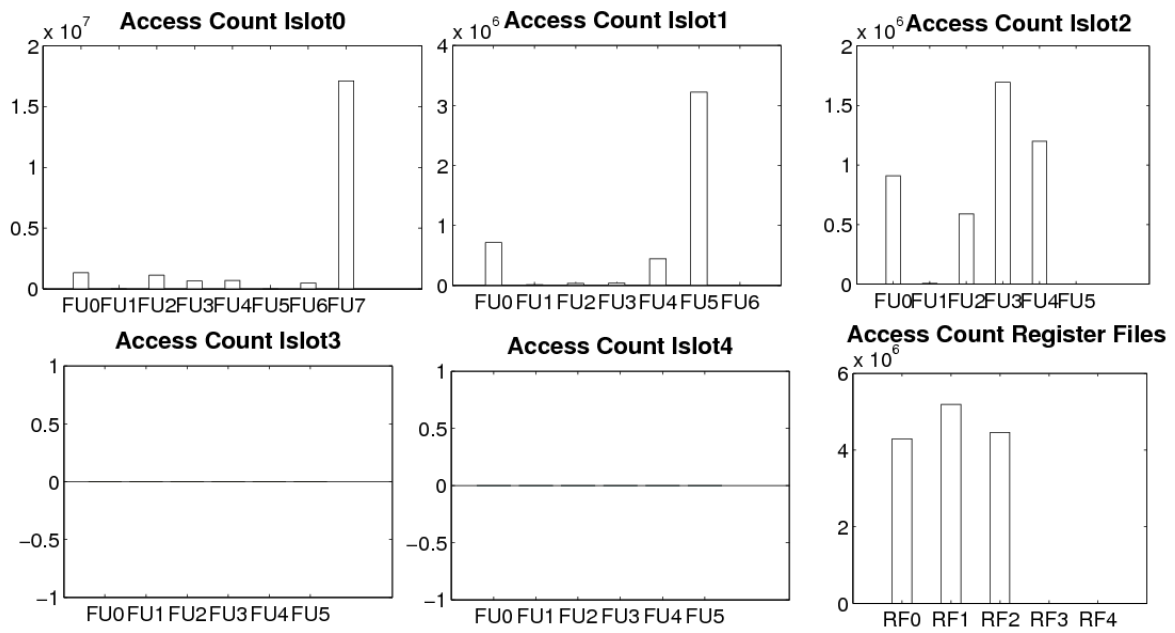 Access Count Islot0
x 10^7
2
1.5
1
0.5
0
FU0 FU1 FU2 FU3 FU4 FU5 FU6 FU7
Access Count Islot1
x 10^6
4
3
2
1
0
FU0 FU1 FU2 FU3 FU4 FU5 FU6
Access Count Islot2
x 10^6
2
1.5
1
0.5
0
FU0 FU1 FU2 FU3 FU4 FU5
Access Count Islot3
1
0.5
0
−0.5
−1
FU0 FU1 FU2 FU3 FU4 FU5
Access Count Islot4
1
0.5
0
−0.5
−1
FU0 FU1 FU2 FU3 FU4 FU5
Access Count Register Files
x 10^6
6
4
2
0
RF0 RF1 RF2 RF3 RF4